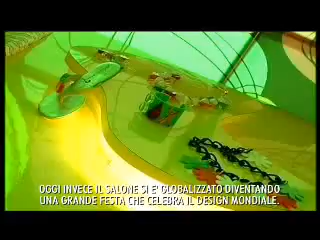 OGGI INVECE IL SALONE SI E' GLOBALIZZATO DIVENTANDO
UNA GRANDE FESTA CHE CELEBRA IL DESIGN MONDIALE.